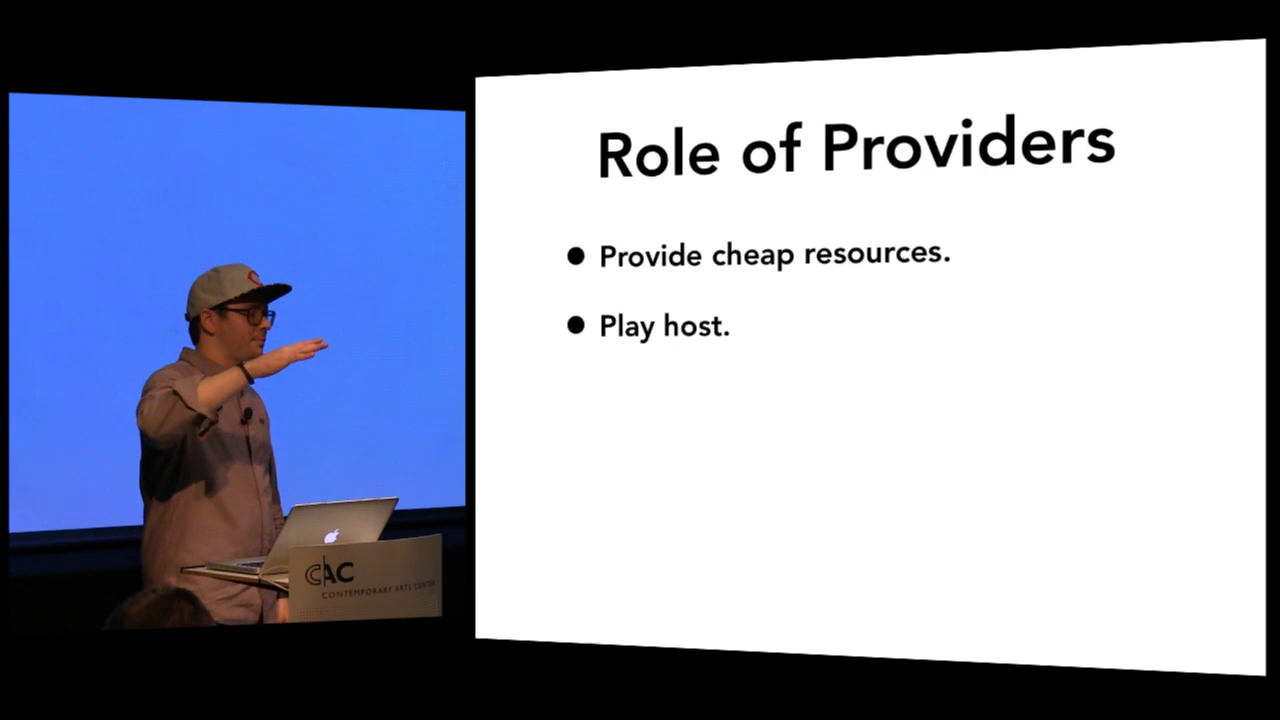 Role of Providers
Provide cheap resources.
Play host.
CAC
CONTEMPORARY ARTS CENTER